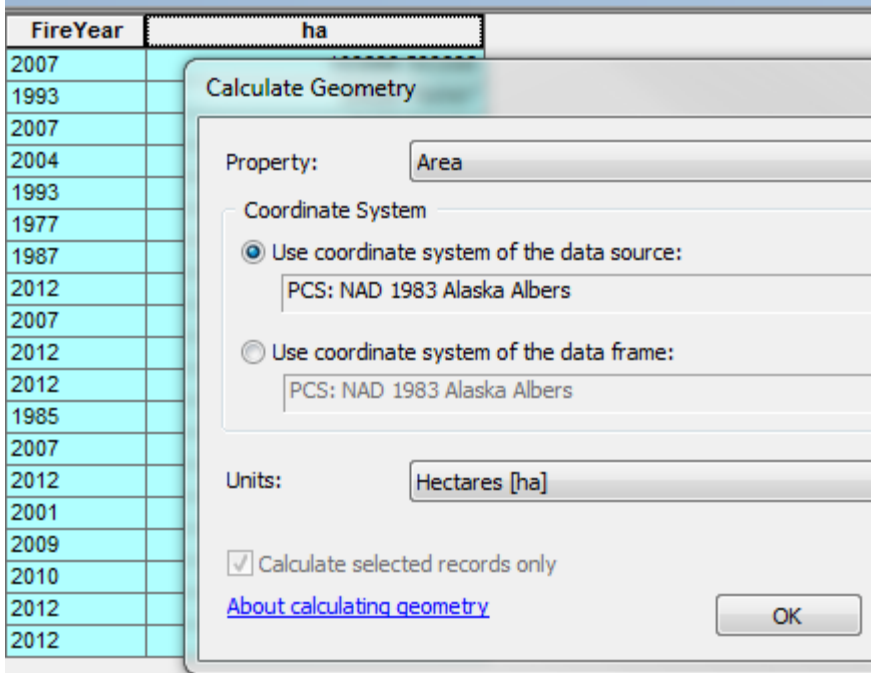 FireYear ha
2007
1993
2007
2004
1993
1977
1987
2012
2007
2012
2012
1985
2007
2012
2001
2009
2010
2012
2012
Calculate Geometry
Property: Area
Coordinate System
Use coordinate system of the data source:
PCS: NAD 1983 Alaska Albers
Use coordinate system of the data frame:
PCS: NAD 1983 Alaska Albers
Units: Hectares [ha]
Calculate selected records only
About calculating geometry
OK